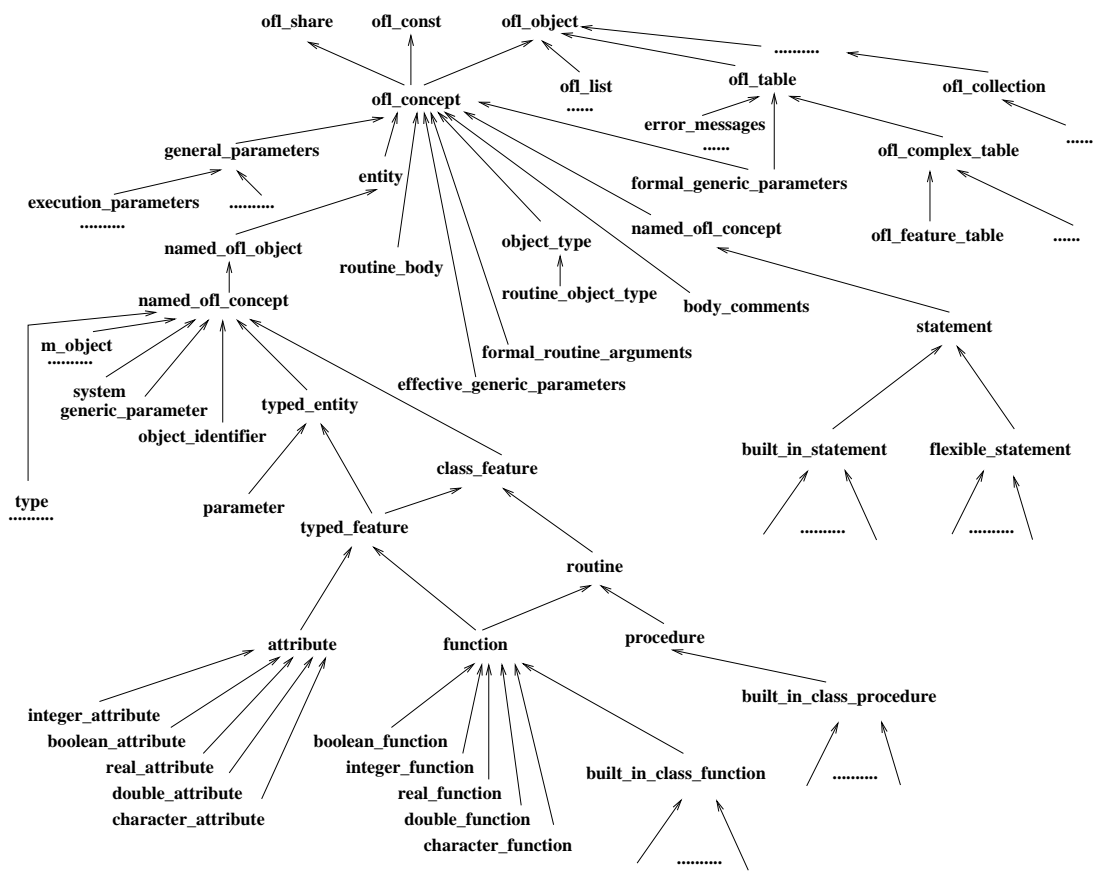 ofl_share
ofl_const
ofl_object
..........
ofl_list
......
ofl_table
ofl_collection
ofl_concept
error_messages
......
......
general_parameters
ofl_complex_table
entity
formal_generic_parameters
execution_parameters
..........
..........
named_ofl_object
object_type
named_ofl_concept
ofl_feature_table
......
routine_body
routine_object_type
body_comments
named_ofl_concept
statement
m_object
..........
formal_routine_arguments
effective_generic_parameters
system
generic_parameter
typed_entity
object_identifier
built_in_statement
flexible_statement
class_feature
type
..........
parameter
typed_feature
..........
..........
routine
attribute
function
procedure
built_in_class_procedure
integer_attribute
boolean_attribute
real_attribute
double_attribute
character_attribute
boolean_function
integer_function
real_function
double_function
character_function
built_in_class_function
..........
..........